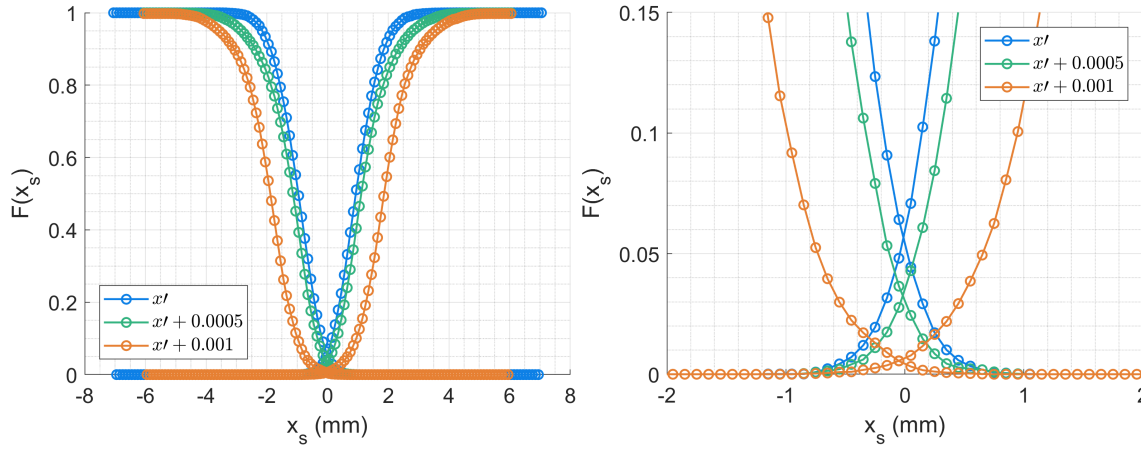 1
0.8
0.6
0.4
0.2
0
F(x_s)
x′
x′ + 0.0005
x′ + 0.001
-8 -6 -4 -2 0 2 4 6 8
x_s (mm)
0.15
0.1
0.05
0
F(x_s)
x′
x′ + 0.0005
x′ + 0.001
-2 -1 0 1 2
x_s (mm)